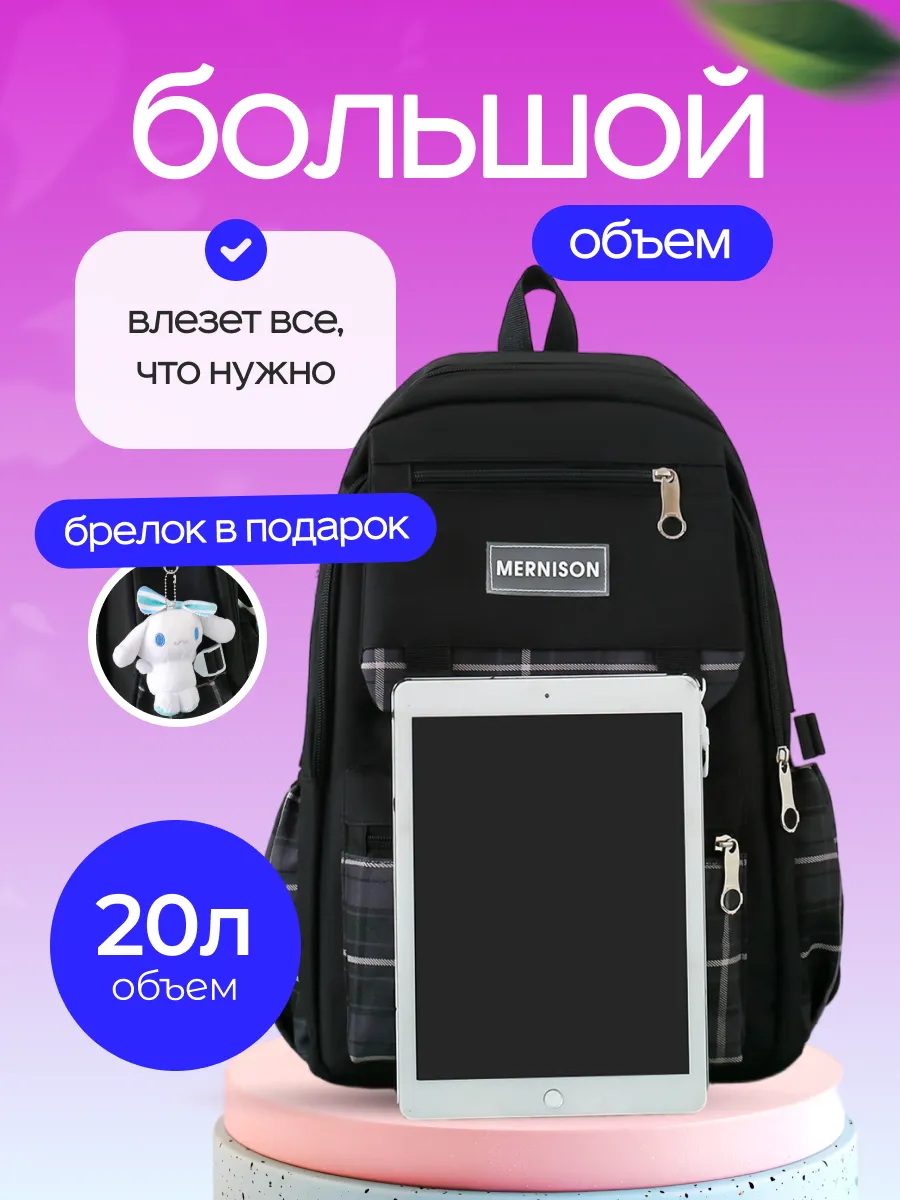 большой
объем
влезет все,
что нужно
брелок в подарок
MERNISON
20л
объем